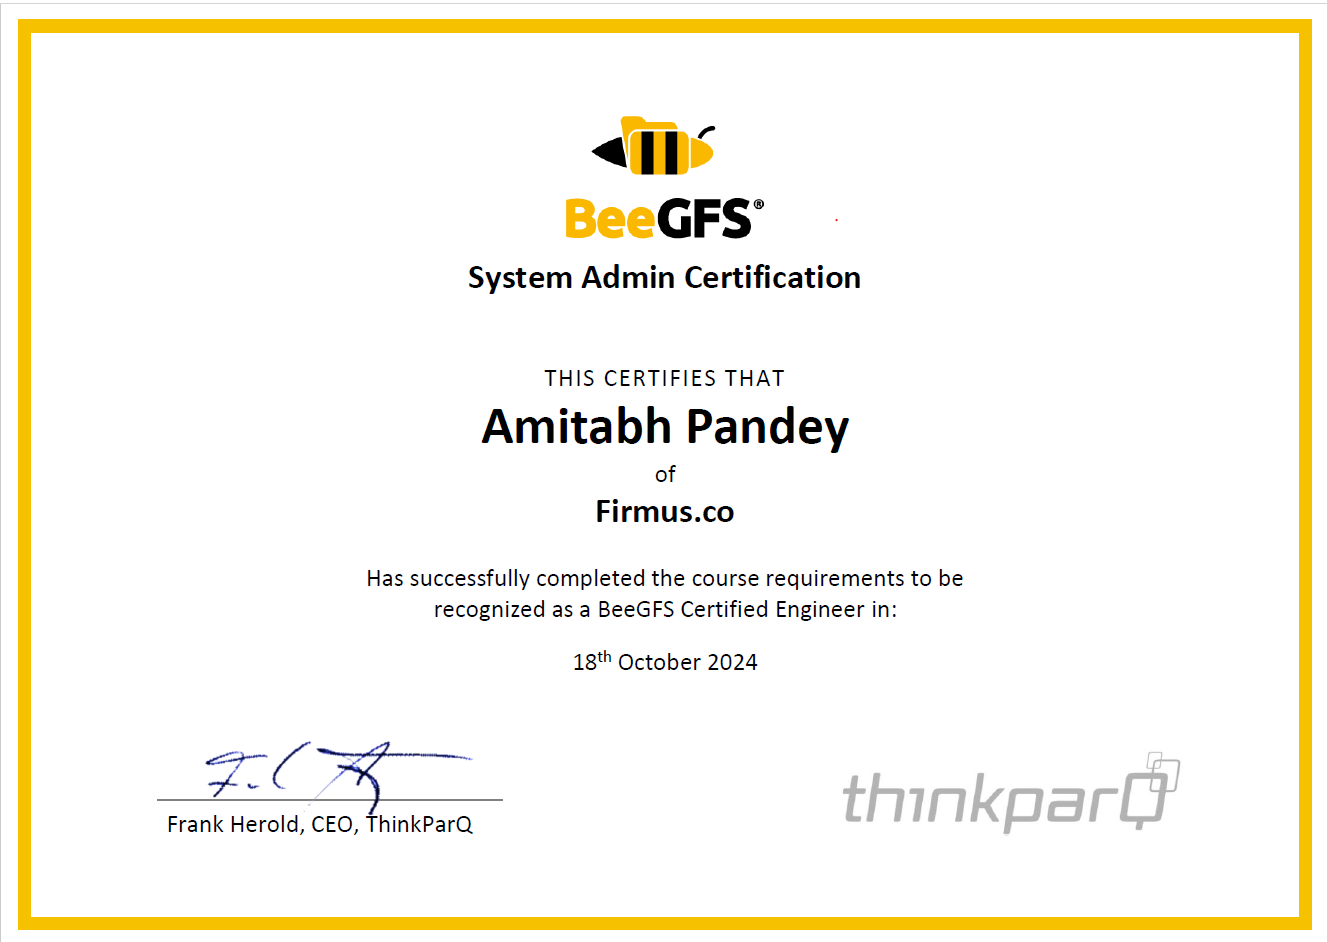 BeeGFS®
System Admin Certification
THIS CERTIFIES THAT
Amitabh Pandey
of
Firmus.co
Has successfully completed the course requirements to be
recognized as a BeeGFS Certified Engineer in:
18th October 2024
Frank Herold, CEO, ThinkParQ
thinkparQ